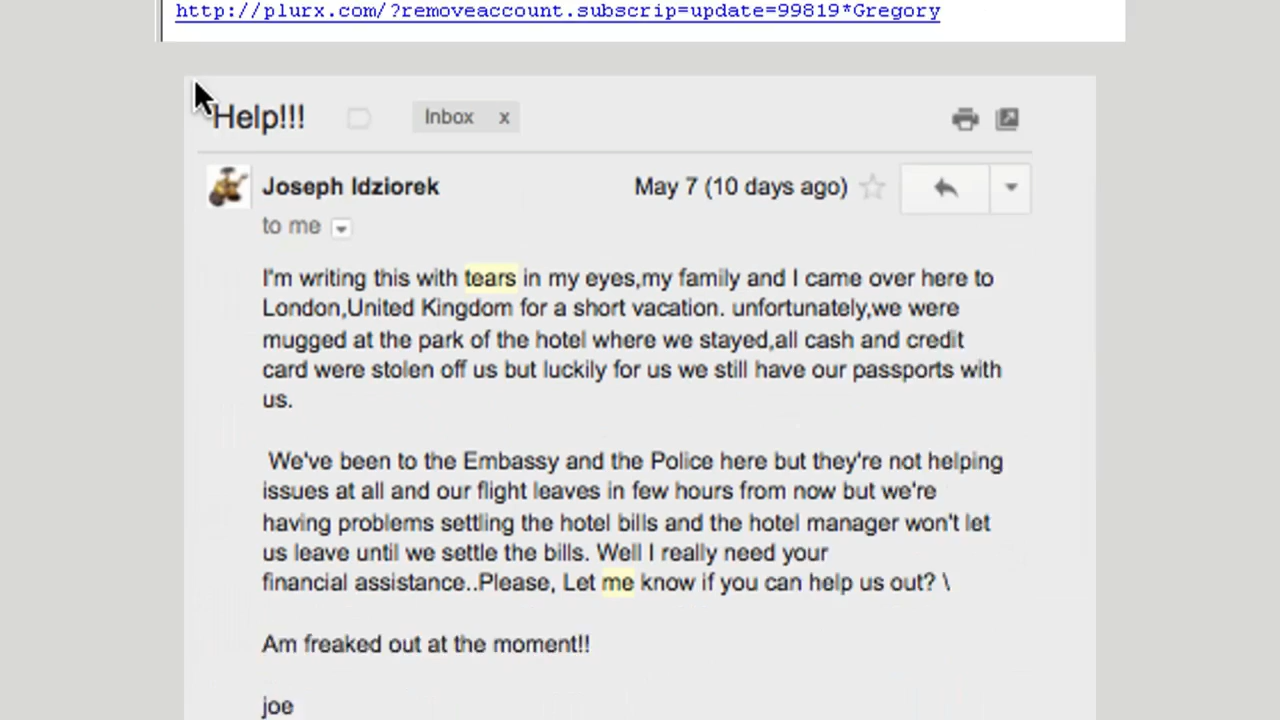 http://plurx.com/?removeaccount.subscrip=update=99819*Gregory
Help!!! Inbox x
Joseph Idziorek May 7 (10 days ago)
to me
I'm writing this with tears in my eyes,my family and I came over here to
London,United Kingdom for a short vacation. unfortunately,we were
mugged at the park of the hotel where we stayed,all cash and credit
card were stolen off us but luckily for us we still have our passports with
us.
We've been to the Embassy and the Police here but they're not helping
issues at all and our flight leaves in few hours from now but we're
having problems settling the hotel bills and the hotel manager won't let
us leave until we settle the bills. Well I really need your
financial assistance..Please, Let me know if you can help us out? \
Am freaked out at the moment!!
joe